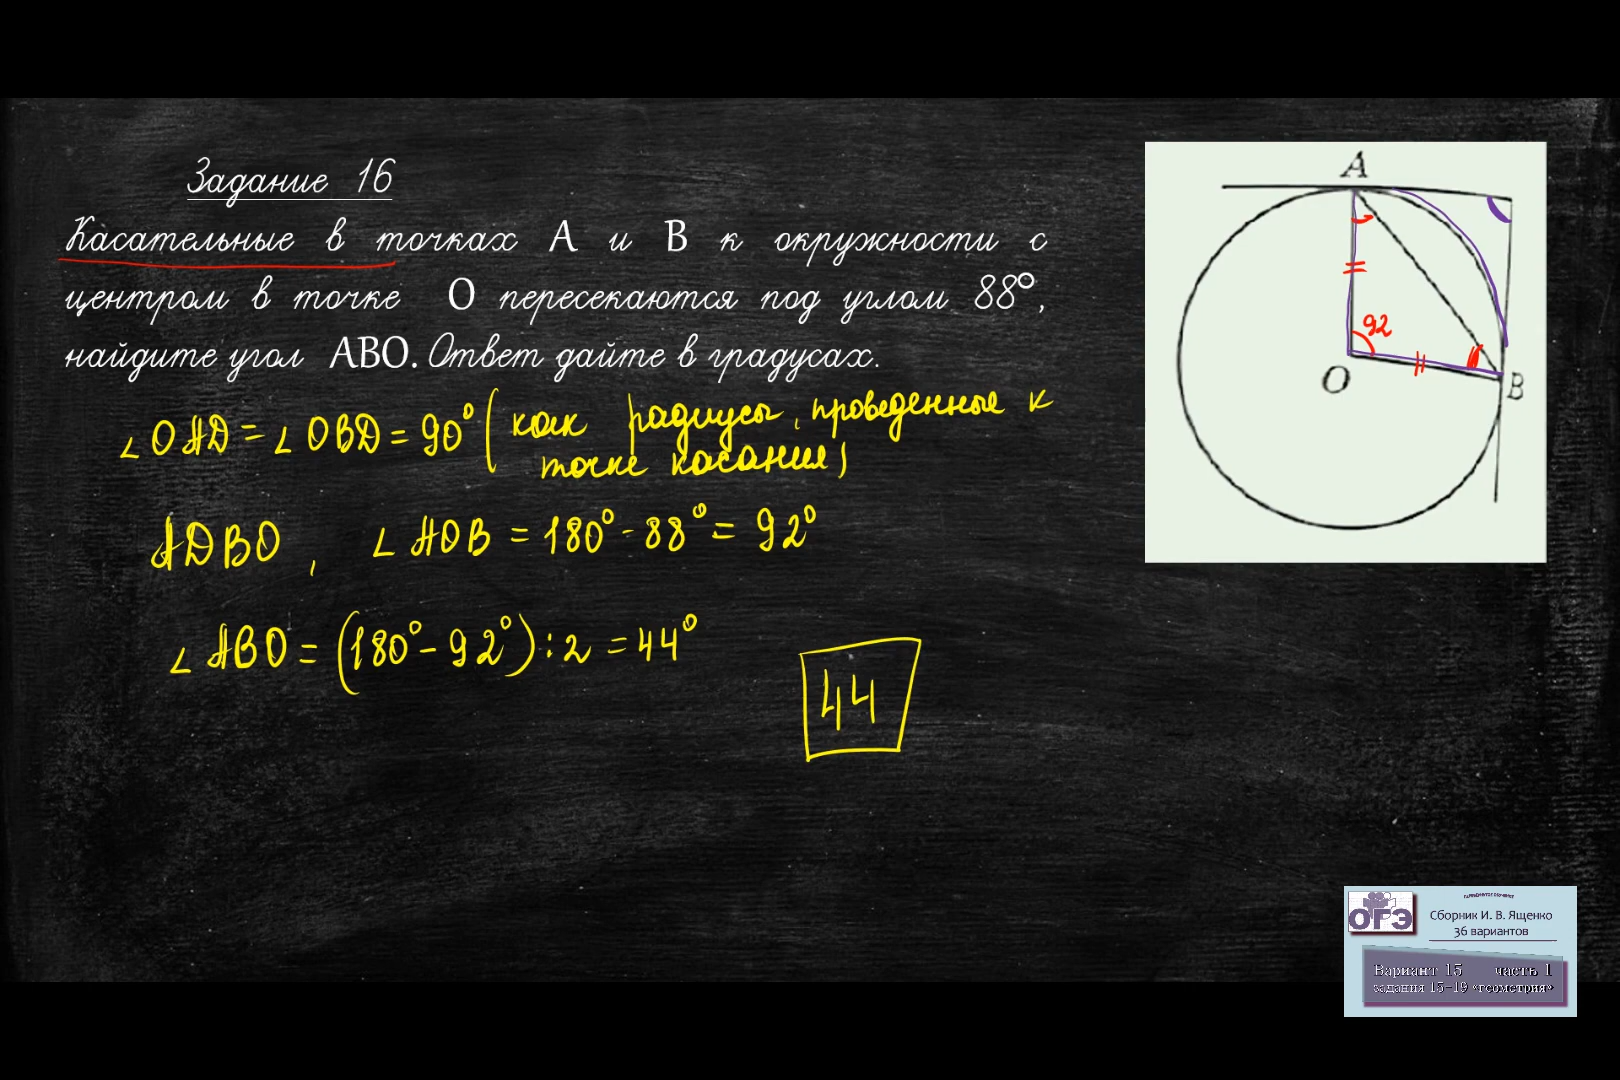 Задание 16
Касательные в точках A и B к окружности с
центром в точке O пересекаются под углом 88°,
найдите угол ABO. Ответ дайте в градусах.
∠OAD = ∠OBD = 90° (как радиусы, проведенные к
точке касания)
ADBO, ∠AOB = 180° - 88° = 92°
∠ABO = (180° - 92°) : 2 = 44°
44
A
92
O
B
ОГЭ
Сборник И. В. Ященко
36 вариантов
Вариант 15 часть 1
задания 15-19 «геометрия»